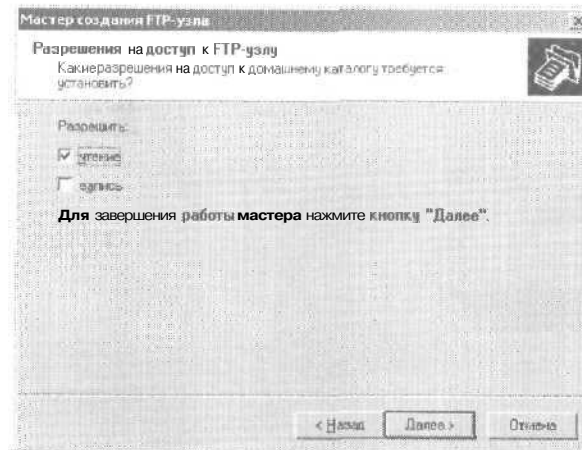 Мастер создания FTP-узла
Разрешения на доступ к FTP-узлу
Какие разрешения на доступ к домашнему каталогу требуется
установить?
Разрешить:
чтение
запись
Для завершения работы мастера нажмите кнопку "Далее".
< Назад Далее > Отмена